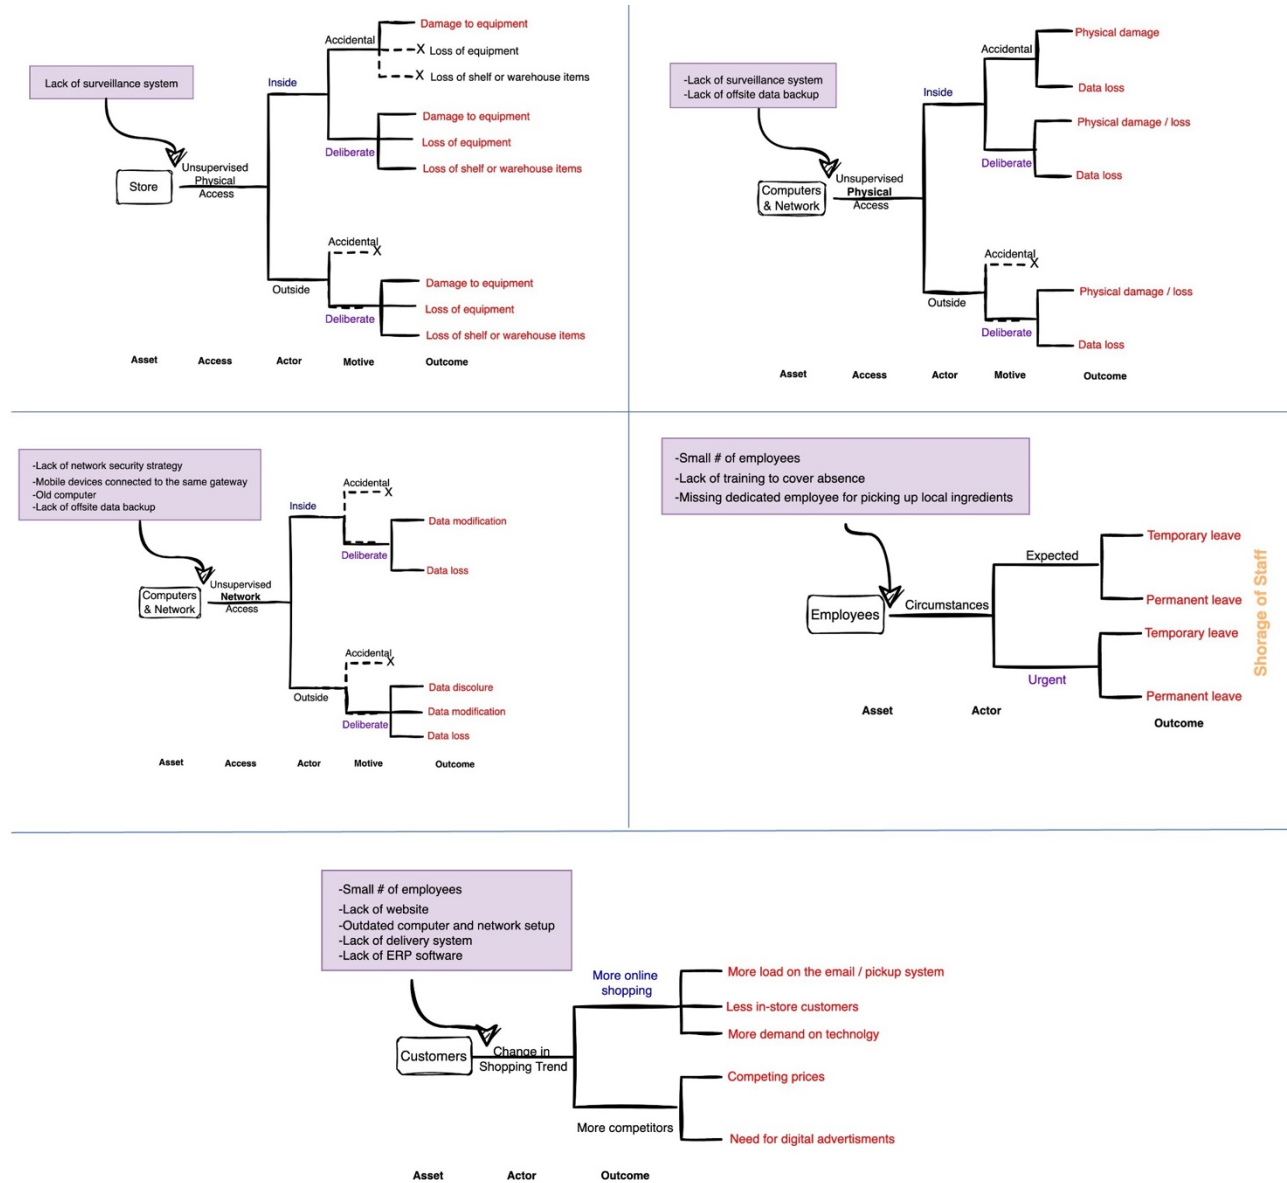 Lack of surveillance system
Store
Unsupervised
Physical
Access
Inside
Accidental
Damage to equipment
X Loss of equipment
X Loss of shelf or warehouse items
Deliberate
Damage to equipment
Loss of equipment
Loss of shelf or warehouse items
Outside
Accidental
X
Deliberate
Damage to equipment
Loss of equipment
Loss of shelf or warehouse items
Asset Access Actor Motive Outcome
-Lack of surveillance system
-Lack of offsite data backup
Computers
& Network
Unsupervised
Physical
Access
Inside
Accidental
Physical damage
Data loss
Deliberate
Physical damage / loss
Data loss
Outside
Accidental
X
Deliberate
Physical damage / loss
Data loss
Asset Access Actor Motive Outcome
-Lack of network security strategy
-Mobile devices connected to the same gateway
-Old computer
-Lack of offsite data backup
Computers
& Network
Unsupervised
Network
Access
Inside
Accidental
X
Deliberate
Data modification
Data loss
Outside
Accidental
X
Deliberate
Data discolure
Data modification
Data loss
Asset Access Actor Motive Outcome
-Small # of employees
-Lack of training to cover absence
-Missing dedicated employee for picking up local ingredients
Employees
Circumstances
Expected
Temporary leave
Permanent leave
Urgent
Temporary leave
Permanent leave
Shorage of Staff
Asset Actor
Outcome
-Small # of employees
-Lack of website
-Outdated computer and network setup
-Lack of delivery system
-Lack of ERP software
Customers
Change in
Shopping Trend
More online
shopping
More load on the email / pickup system
Less in-store customers
More demand on technolgy
More competitors
Competing prices
Need for digital advertisments
Asset Actor Outcome